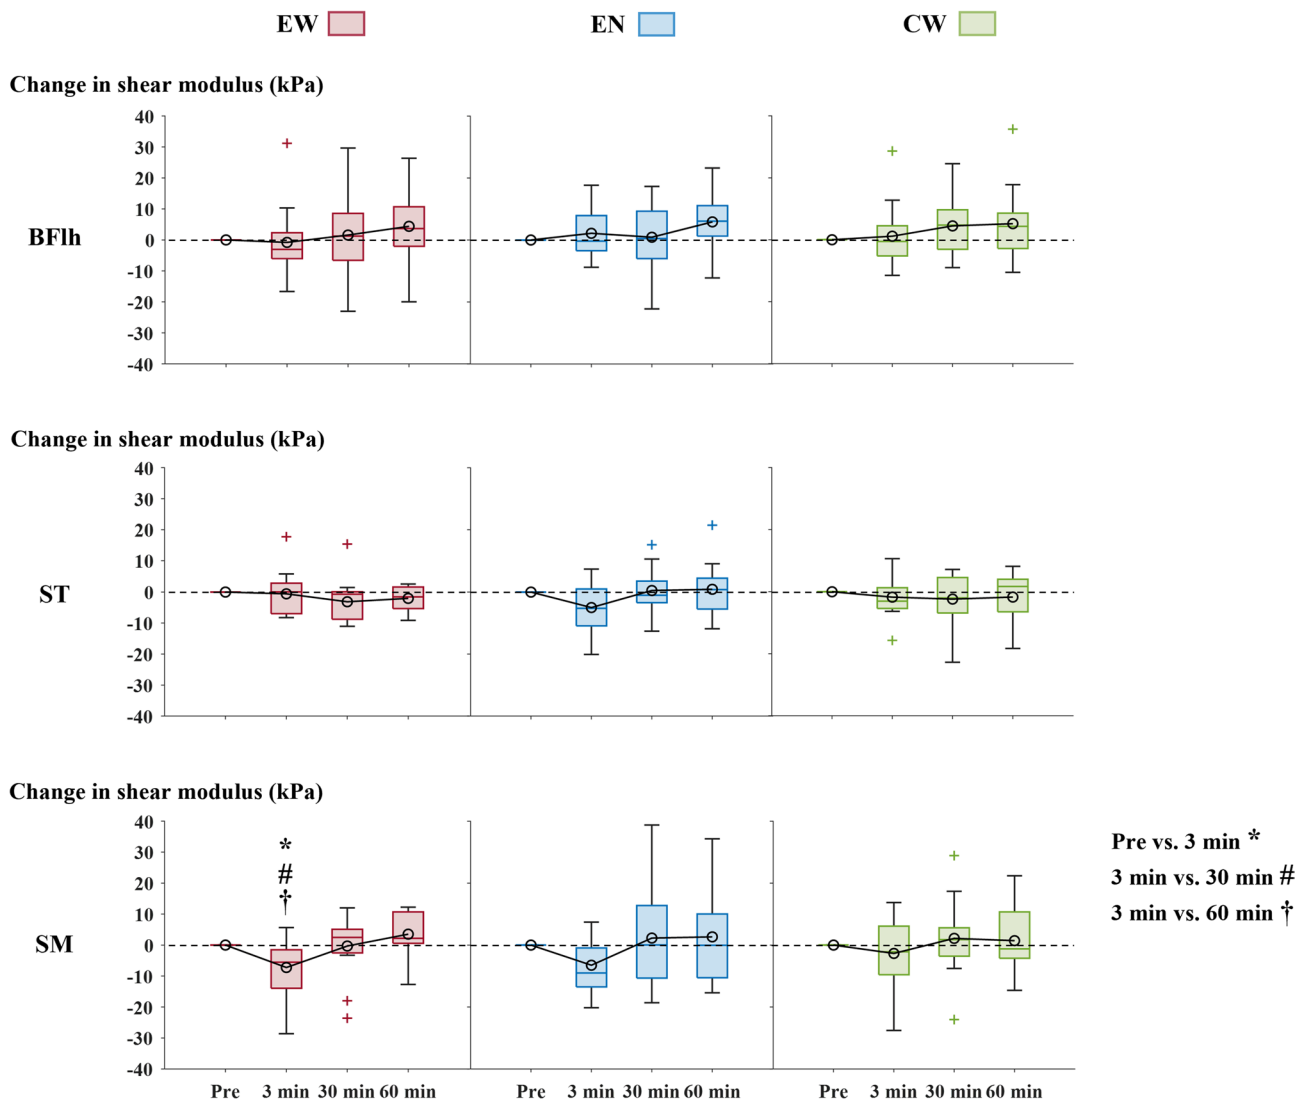 EW EN CW
Change in shear modulus (kPa)
BFlh
40
30
20
10
0
-10
-20
-30
-40
Change in shear modulus (kPa)
ST
40
30
20
10
0
-10
-20
-30
-40
Change in shear modulus (kPa)
SM
40
30
20
10
0
-10
-20
-30
-40
*
#
†
Pre vs. 3 min *
3 min vs. 30 min #
3 min vs. 60 min †
Pre 3 min 30 min 60 min Pre 3 min 30 min 60 min Pre 3 min 30 min 60 min